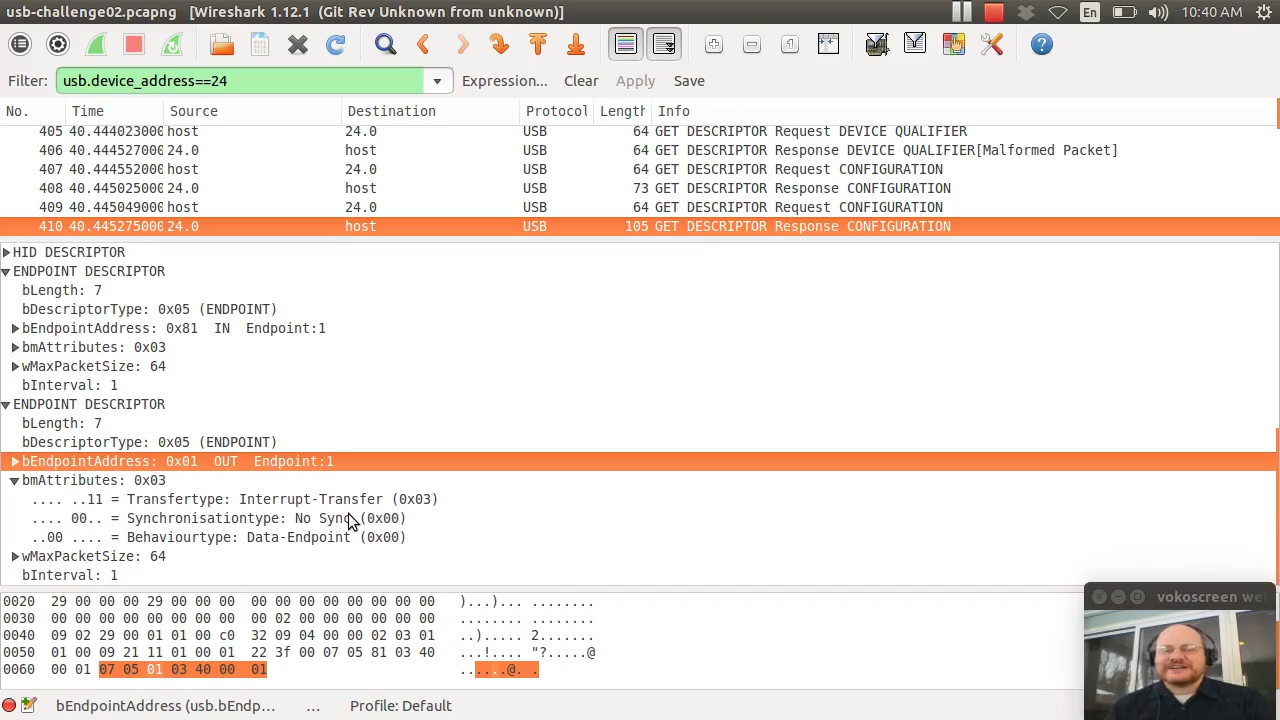 usb-challenge02.pcapng [Wireshark 1.12.1 (Git Rev Unknown from unknown)] En 10:40 AM
Filter: usb.device_address==24 Expression... Clear Apply Save
No. Time Source Destination Protocol Length Info
405 40.444023000 host 24.0 USB 64 GET DESCRIPTOR Request DEVICE QUALIFIER
406 40.444527000 24.0 host USB 64 GET DESCRIPTOR Response DEVICE QUALIFIER[Malformed Packet]
407 40.444552000 host 24.0 USB 64 GET DESCRIPTOR Request CONFIGURATION
408 40.445025000 24.0 host USB 73 GET DESCRIPTOR Response CONFIGURATION
409 40.445049000 host 24.0 USB 64 GET DESCRIPTOR Request CONFIGURATION
410 40.445275000 24.0 host USB 105 GET DESCRIPTOR Response CONFIGURATION
HID DESCRIPTOR
ENDPOINT DESCRIPTOR
bLength: 7
bDescriptorType: 0x05 (ENDPOINT)
bEndpointAddress: 0x81 IN Endpoint:1
bmAttributes: 0x03
wMaxPacketSize: 64
bInterval: 1
ENDPOINT DESCRIPTOR
bLength: 7
bDescriptorType: 0x05 (ENDPOINT)
bEndpointAddress: 0x01 OUT Endpoint:1
bmAttributes: 0x03
.... ..11 = Transfertype: Interrupt-Transfer (0x03)
.... 00.. = Synchronisationtype: No Sync (0x00)
..00 .... = Behaviourtype: Data-Endpoint (0x00)
wMaxPacketSize: 64
bInterval: 1
0020 29 00 00 00 29 00 00 00 00 00 00 00 00 00 00 00 )...)... ........
0030 00 00 00 00 00 00 00 00 00 02 00 00 00 00 00 00 ........ ........
0040 09 02 29 00 01 01 00 c0 32 09 04 00 00 02 03 01 ..)..... 2.......
0050 01 00 09 21 11 01 00 01 22 3f 00 07 05 81 03 40 ...!.... "?.....@
0060 00 01 07 05 01 03 40 00 01 ......@. .
vokoscreen we
bEndpointAddress (usb.bEndp... ... Profile: Default